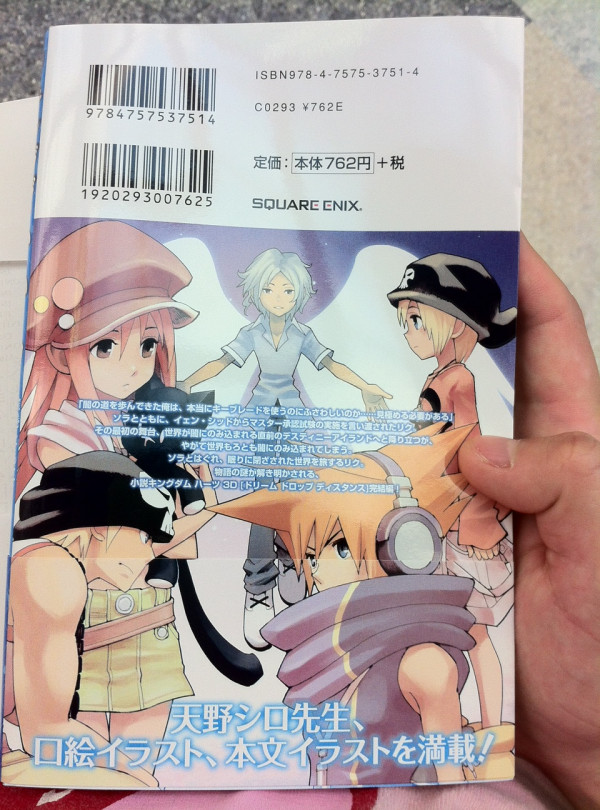 ISBN978-4-7575-3751-4
9784757537514
C0293 ¥762E
定価:本体762円+税
1920293007625
SQUARE ENIX®
「闇の道を歩んできた俺は、本当にキーブレードを使うのにふさわしいのか……見極める必要がある」
ソラとともに、イェン・シッドからマスター承認試験の実施を言い渡されたリク。
その最初の舞台、世界が闇にのみ込まれる直前のデスティニーアイランドへと降り立つが、
やがて世界もろとも闇にのみ込まれてしまう。
ソラとはぐれ、眠りに閉ざされた世界を旅するリク。
物語の謎が解き明かされる、
小説キングダム ハーツ 3D [ドリーム ドロップ ディスタンス]完結編!
天野シロ先生、
口絵イラスト、本文イラストを満載!